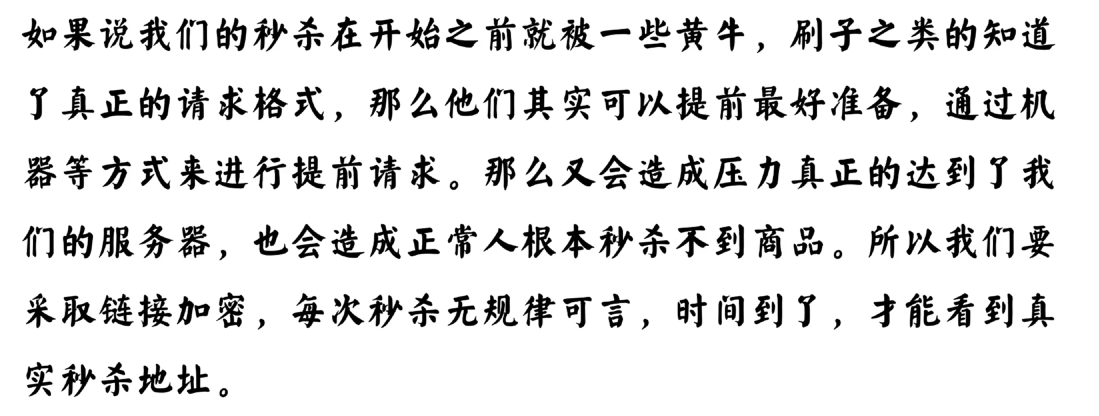 如果说我们的秒杀在开始之前就被一些黄牛，刷子之类的知道
了真正的请求格式，那么他们其实可以提前最好准备，通过机
器等方式来进行提前请求。那么又会造成压力真正的达到了我
们的服务器，也会造成正常人根本秒杀不到商品。所以我们要
采取链接加密，每次秒杀无规律可言，时间到了，才能看到真
实秒杀地址。